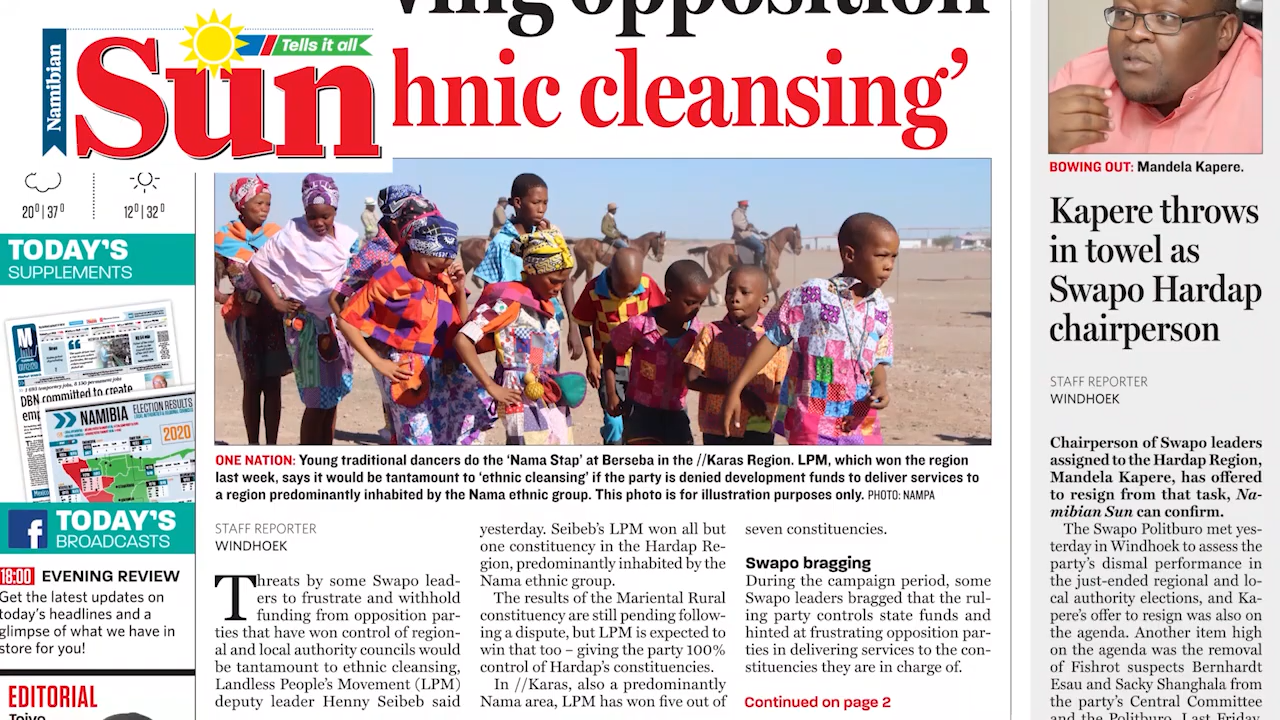 ving opposition
hnic cleansing’
Namibian
Sun
Tells it all
20⁰|37⁰
12⁰|32⁰
TODAY’S
SUPPLEMENTS
DBN committed to create
NAMIBIA ELECTION RESULTS
2020
TODAY’S
BROADCASTS
18:00 EVENING REVIEW
Get the latest updates on
today’s headlines and a
glimpse of what we have in
store for you!
EDITORIAL
ONE NATION: Young traditional dancers do the ‘Nama Stap’ at Berseba in the //Karas Region. LPM, which won the region
last week, says it would be tantamount to ‘ethnic cleansing’ if the party is denied development funds to deliver services to
a region predominantly inhabited by the Nama ethnic group. This photo is for illustration purposes only. PHOTO: NAMPA
STAFF REPORTER
WINDHOEK
Threats by some Swapo lead-
ers to frustrate and withhold
funding from opposition par-
ties that have won control of region-
al and local authority councils would
be tantamount to ethnic cleansing,
Landless People’s Movement (LPM)
deputy leader Henny Seibeb said
yesterday. Seibeb’s LPM won all but
one constituency in the Hardap Re-
gion, predominantly inhabited by the
Nama ethnic group.
The results of the Mariental Rural
constituency are still pending follow-
ing a dispute, but LPM is expected to
win that too – giving the party 100%
control of Hardap’s constituencies.
In //Karas, also a predominantly
Nama area, LPM has won five out of
seven constituencies.
Swapo bragging
During the campaign period, some
Swapo leaders bragged that the rul-
ing party controls state funds and
hinted at frustrating opposition par-
ties in delivering services to the con-
stituencies they are in charge of.
Continued on page 2
BOWING OUT: Mandela Kapere.
Kapere throws
in towel as
Swapo Hardap
chairperson
STAFF REPORTER
WINDHOEK
Chairperson of Swapo leaders
assigned to the Hardap Region,
Mandela Kapere, has offered
to resign from that task, Na-
mibian Sun can confirm.
The Swapo Politburo met yes-
terday in Windhoek to assess the
party’s dismal performance in
the just-ended regional and lo-
cal authority elections, and Ka-
pere’s offer to resign was also on
the agenda. Another item high
on the agenda was the removal
of Fishrot suspects Bernhardt
Esau and Sacky Shanghala from
the party’s Central Committee
and the Politburo. Last Friday,